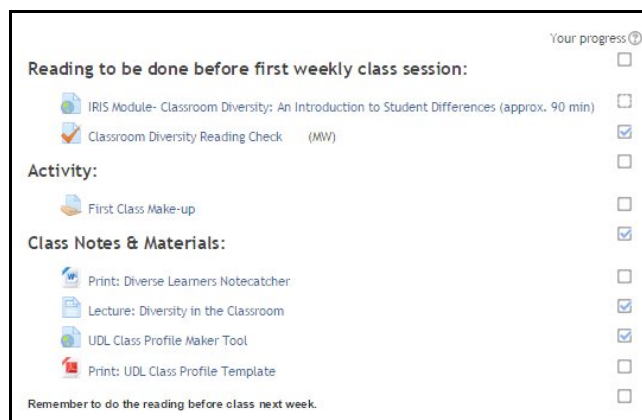 Your progress
Reading to be done before first weekly class session:
IRIS Module- Classroom Diversity: An Introduction to Student Differences (approx. 90 min)
Classroom Diversity Reading Check (MW)
Activity:
First Class Make-up
Class Notes & Materials:
Print: Diverse Learners Notecatcher
Lecture: Diversity in the Classroom
UDL Class Profile Maker Tool
Print: UDL Class Profile Template
Remember to do the reading before class next week.